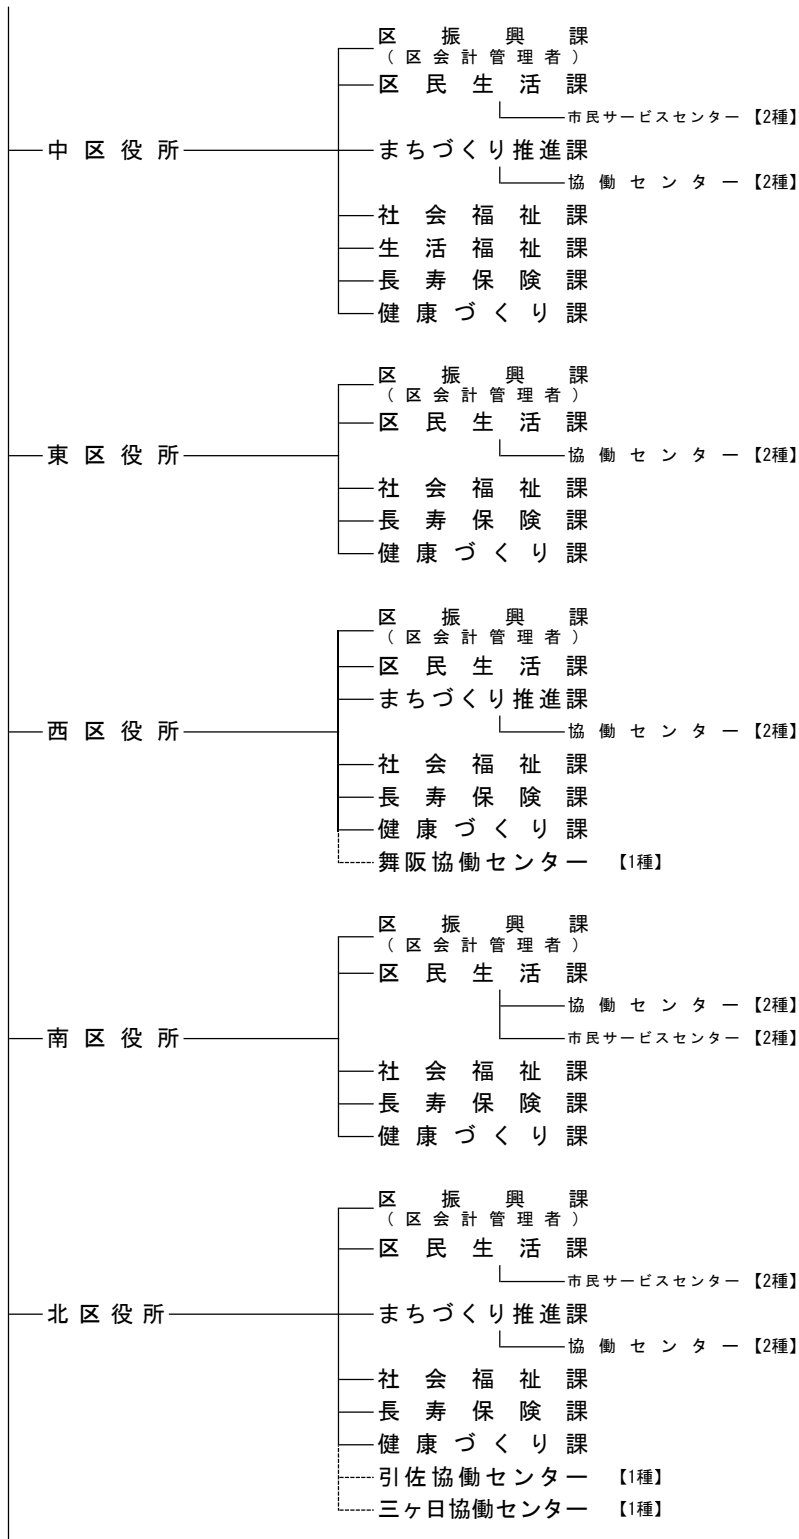 区振興課
（区会計管理者）
区民生活課
市民サービスセンター【2種】
中区役所 まちづくり推進課
協働センター【2種】
社会福祉課
生活福祉課
長寿保険課
健康づくり課
区振興課
（区会計管理者）
区民生活課
東区役所 協働センター【2種】
社会福祉課
長寿保険課
健康づくり課
区振興課
（区会計管理者）
区民生活課
まちづくり推進課
西区役所 協働センター【2種】
社会福祉課
長寿保険課
健康づくり課
舞阪協働センター 【1種】
区振興課
（区会計管理者）
区民生活課
協働センター【2種】
南区役所 市民サービスセンター【2種】
社会福祉課
長寿保険課
健康づくり課
区振興課
（区会計管理者）
区民生活課
市民サービスセンター【2種】
北区役所 まちづくり推進課
協働センター【2種】
社会福祉課
長寿保険課
健康づくり課
引佐協働センター 【1種】
三ヶ日協働センター 【1種】